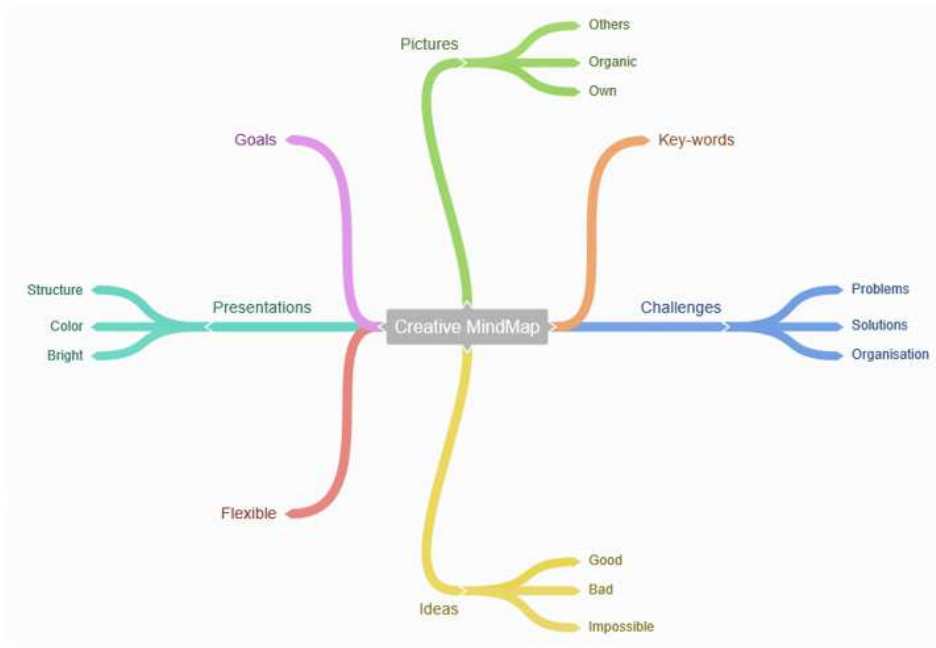 Others
Pictures
Organic
Own
Goals
Key-words
Structure
Presentations
Color
Bright
Creative MindMap
Challenges
Problems
Solutions
Organisation
Flexible
Good
Bad
Ideas
Impossible